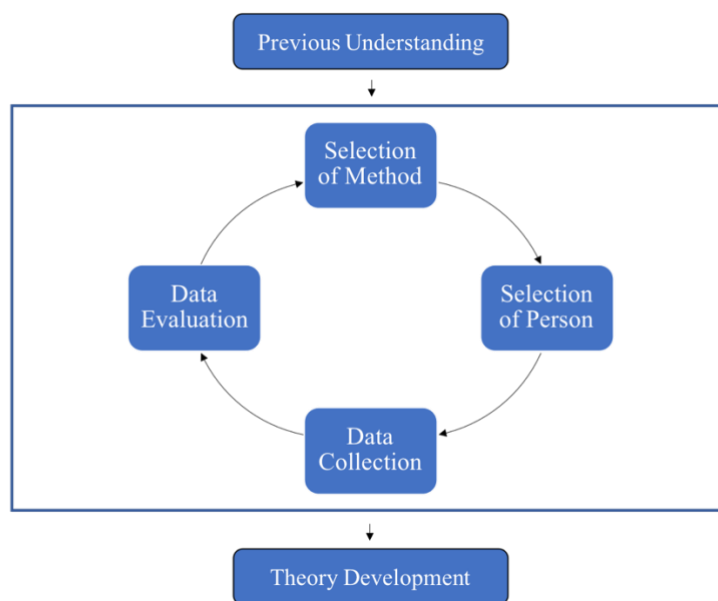 Previous Understanding
Selection
of Method
Data
Evaluation
Selection
of Person
Data
Collection
Theory Development